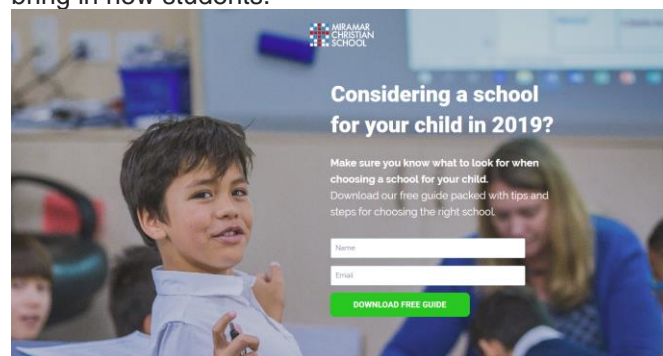 bring in new students.
MIRAMAR
CHRISTIAN
SCHOOL
Considering a school
for your child in 2019?
Make sure you know what to look for when
choosing a school for your child.
Download our free guide packed with tips and
steps for choosing the right school.
Name
Email
DOWNLOAD FREE GUIDE